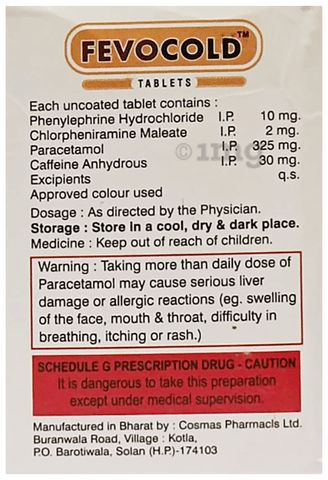 FEVOCOLD™
TABLETS
Each uncoated tablet contains :
Phenylephrine Hydrochloride I.P. 10 mg.
Chlorpheniramine Maleate I.P. 2 mg.
Paracetamol I.P. 325 mg.
Caffeine Anhydrous I.P. 30 mg.
Excipients q.s.
Approved colour used
Dosage : As directed by the Physician.
Storage : Store in a cool, dry & dark place.
Medicine : Keep out of reach of children.
Warning : Taking more than daily dose of
Paracetamol may cause serious liver
damage or allergic reactions (eg. swelling
of the face, mouth & throat, difficulty in
breathing, itching or rash.)
SCHEDULE G PRESCRIPTION DRUG - CAUTION
It is dangerous to take this preparation
except under medical supervision.
Manufactured in Bharat by : Cosmas Pharmacls Ltd.
Buranwala Road, Village : Kotla,
P.O. Barotiwala, Solan (H.P.)-174103
© 1mg